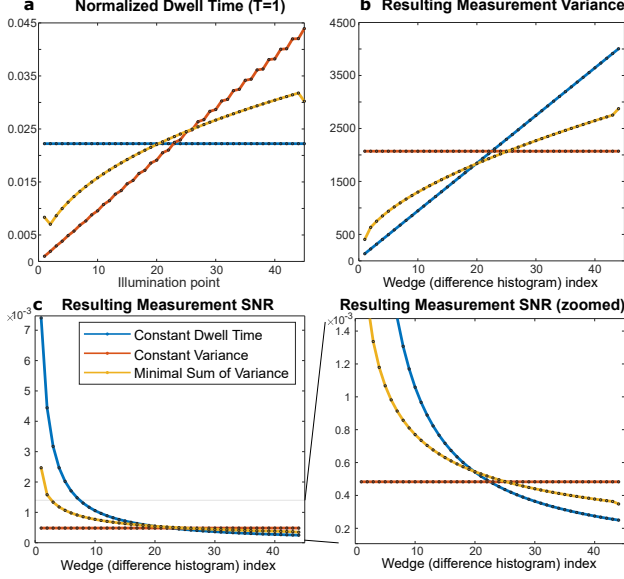 a Normalized Dwell Time (T=1)
0.045
0.035
0.025
0.015
0.005
0
0 10 20 30 40
Illumination point
b Resulting Measurement Variance
4500
3500
2500
1500
500
0
0 10 20 30 40
Wedge (difference histogram) index
c Resulting Measurement SNR
×10⁻³
7
6
5
4
3
2
1
0
0 10 20 30 40
Wedge (difference histogram) index
Constant Dwell Time
Constant Variance
Minimal Sum of Variance
Resulting Measurement SNR (zoomed)
×10⁻³
1.4
1.2
1
0.8
0.6
0.4
0.2
0 10 20 30 40
Wedge (difference histogram) index